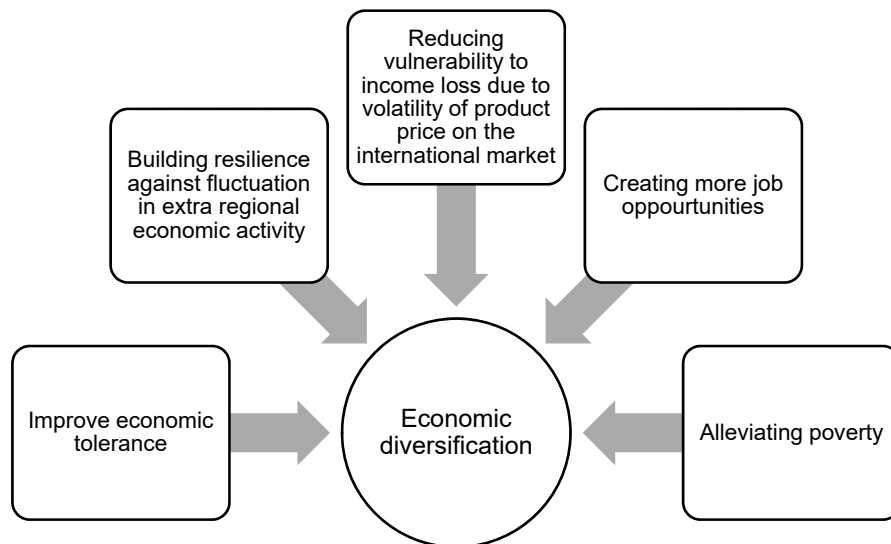 Reducing
vulnerability to
income loss due to
volatility of product
price on the
international market
Building resilience
against fluctuation
in extra regional
economic activity
Creating more job
oppourtunities
Improve economic
tolerance
Economic
diversification
Alleviating poverty